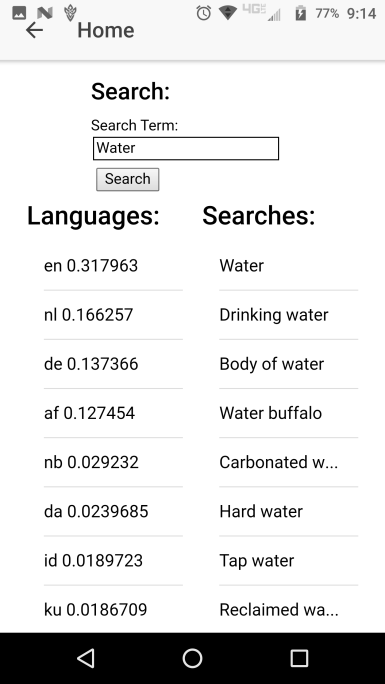 4G 77% 9:14
Home
Search:
Search Term:
Water
Search
Languages: Searches:
en 0.317963 Water
nl 0.166257 Drinking water
de 0.137366 Body of water
af 0.127454 Water buffalo
nb 0.029232 Carbonated w...
da 0.0239685 Hard water
id 0.0189723 Tap water
ku 0.0186709 Reclaimed wa...